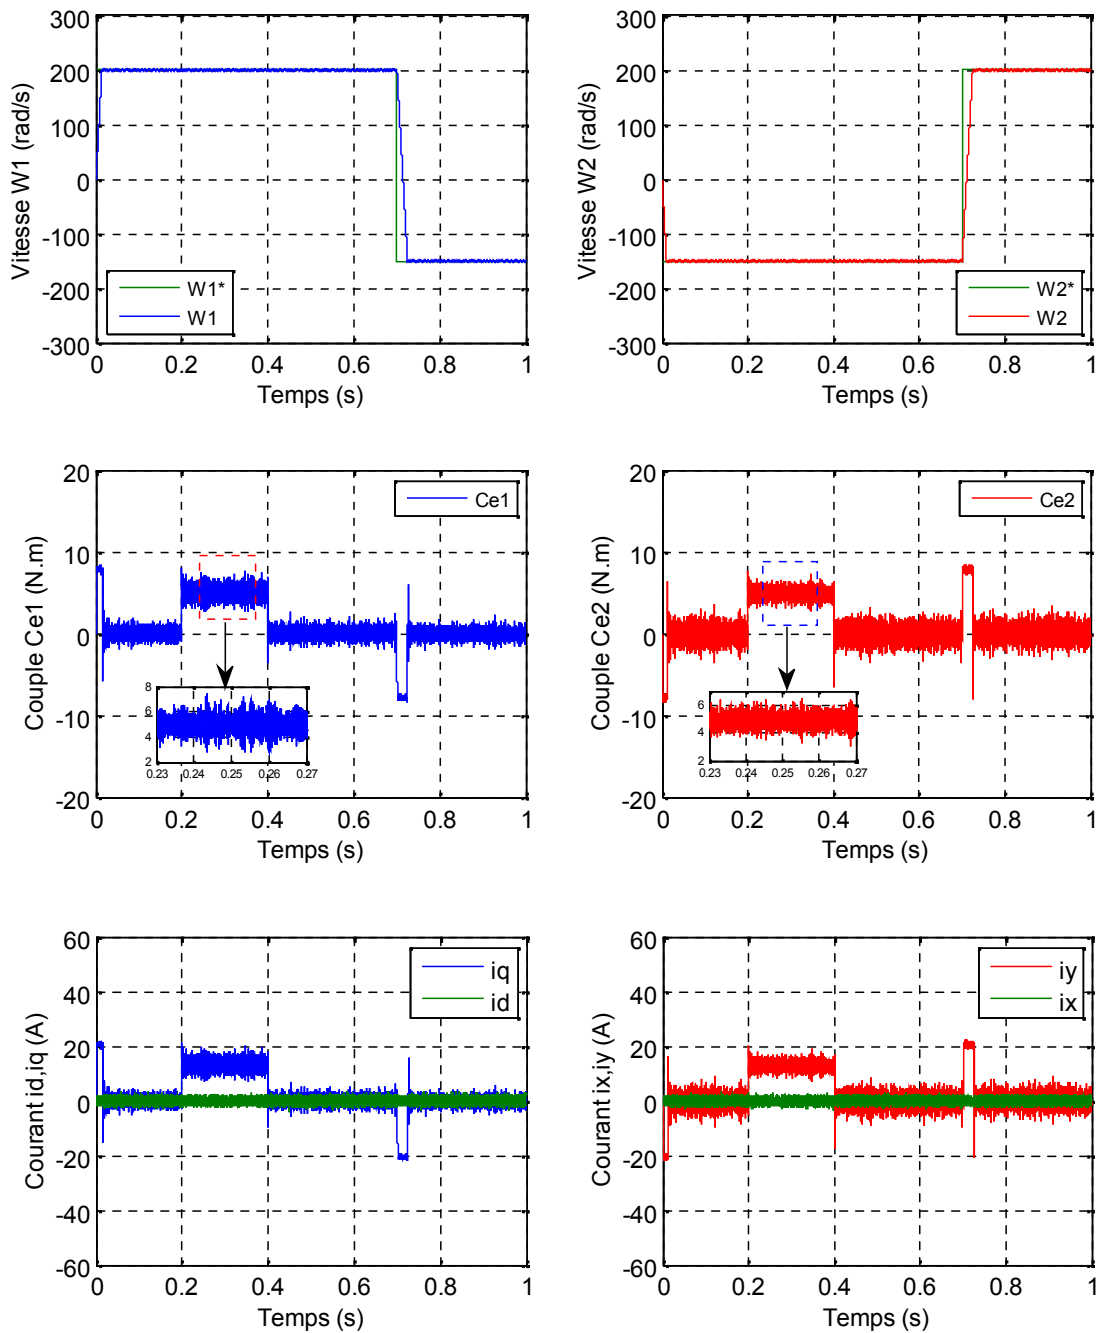 300
200
100
0
-100
-200
-300
Vitesse W1 (rad/s)
W1*
W1
0 0.2 0.4 0.6 0.8 1
Temps (s)
300
200
100
0
-100
-200
-300
Vitesse W2 (rad/s)
W2*
W2
0 0.2 0.4 0.6 0.8 1
Temps (s)
20
10
0
-10
-20
Couple Ce1 (N.m)
Ce1
8
6
4
2
0.23 0.24 0.25 0.26 0.27
0 0.2 0.4 0.6 0.8 1
Temps (s)
20
10
0
-10
-20
Couple Ce2 (N.m)
Ce2
6
4
2
0.23 0.24 0.25 0.26 0.27
0 0.2 0.4 0.6 0.8 1
Temps (s)
60
40
20
0
-20
-40
-60
Courant id,iq (A)
iq
id
0 0.2 0.4 0.6 0.8 1
Temps (s)
60
40
20
0
-20
-40
-60
Courant ix,iy (A)
iy
ix
0 0.2 0.4 0.6 0.8 1
Temps (s)